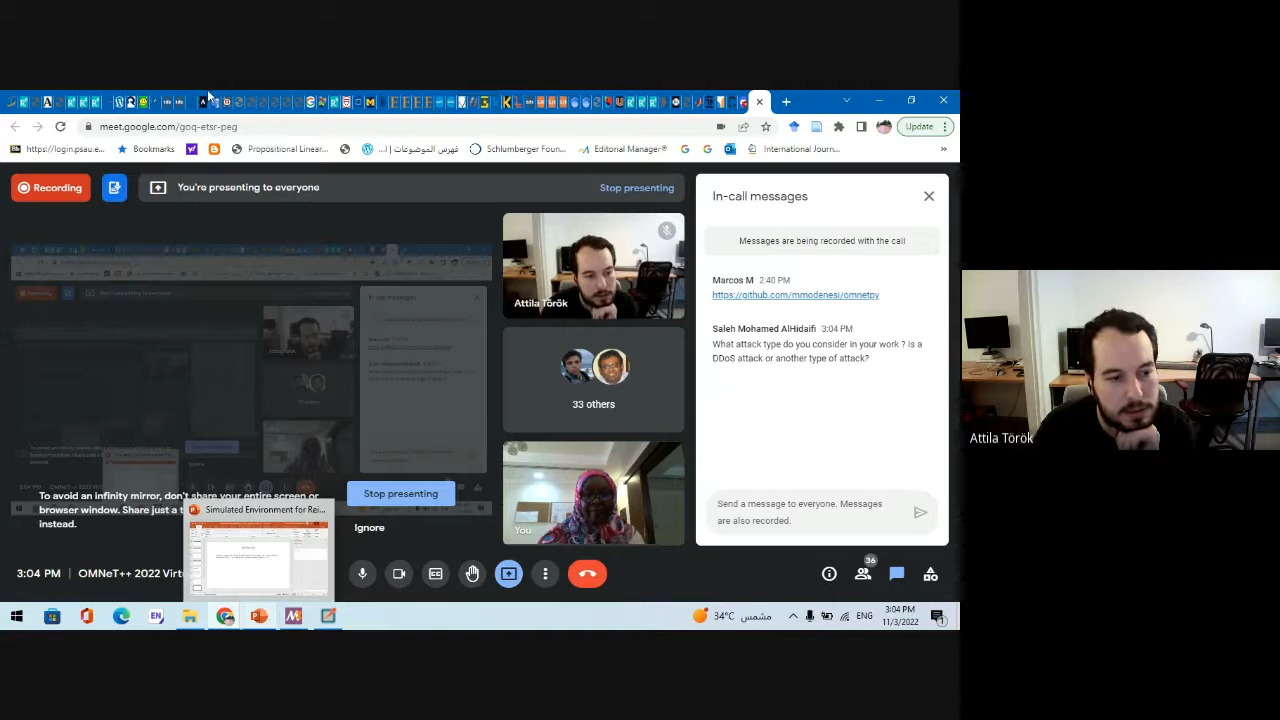 meet.google.com/goq-etsr-peg
Update
https://login.psau.e...
Bookmarks
Propositional Linear...
فهرس الموضوعات | ا...
Schlumberger Foun...
Editorial Manager®
International Journ...
»
Recording
You're presenting to everyone
Stop presenting
In-call messages
Messages are being recorded with the call
Marcos M 2:40 PM
https://github.com/mmodenesi/omnetpy
Saleh Mohamed AlHidaifi 3:04 PM
What attack type do you consider in your work ? Is a
DDoS attack or another type of attack?
Attila Török
33 others
You
To avoid an infinity mirror, don't share your entire screen or
browser window. Share just a t
instead.
Stop presenting
Ignore
Simulated Environment for Rei...
Send a message to everyone. Messages
are also recorded.
3:04 PM | OMNeT++ 2022 Virt
36
34°C مشمس
ENG
3:04 PM
11/3/2022
EN
1
Attila Török